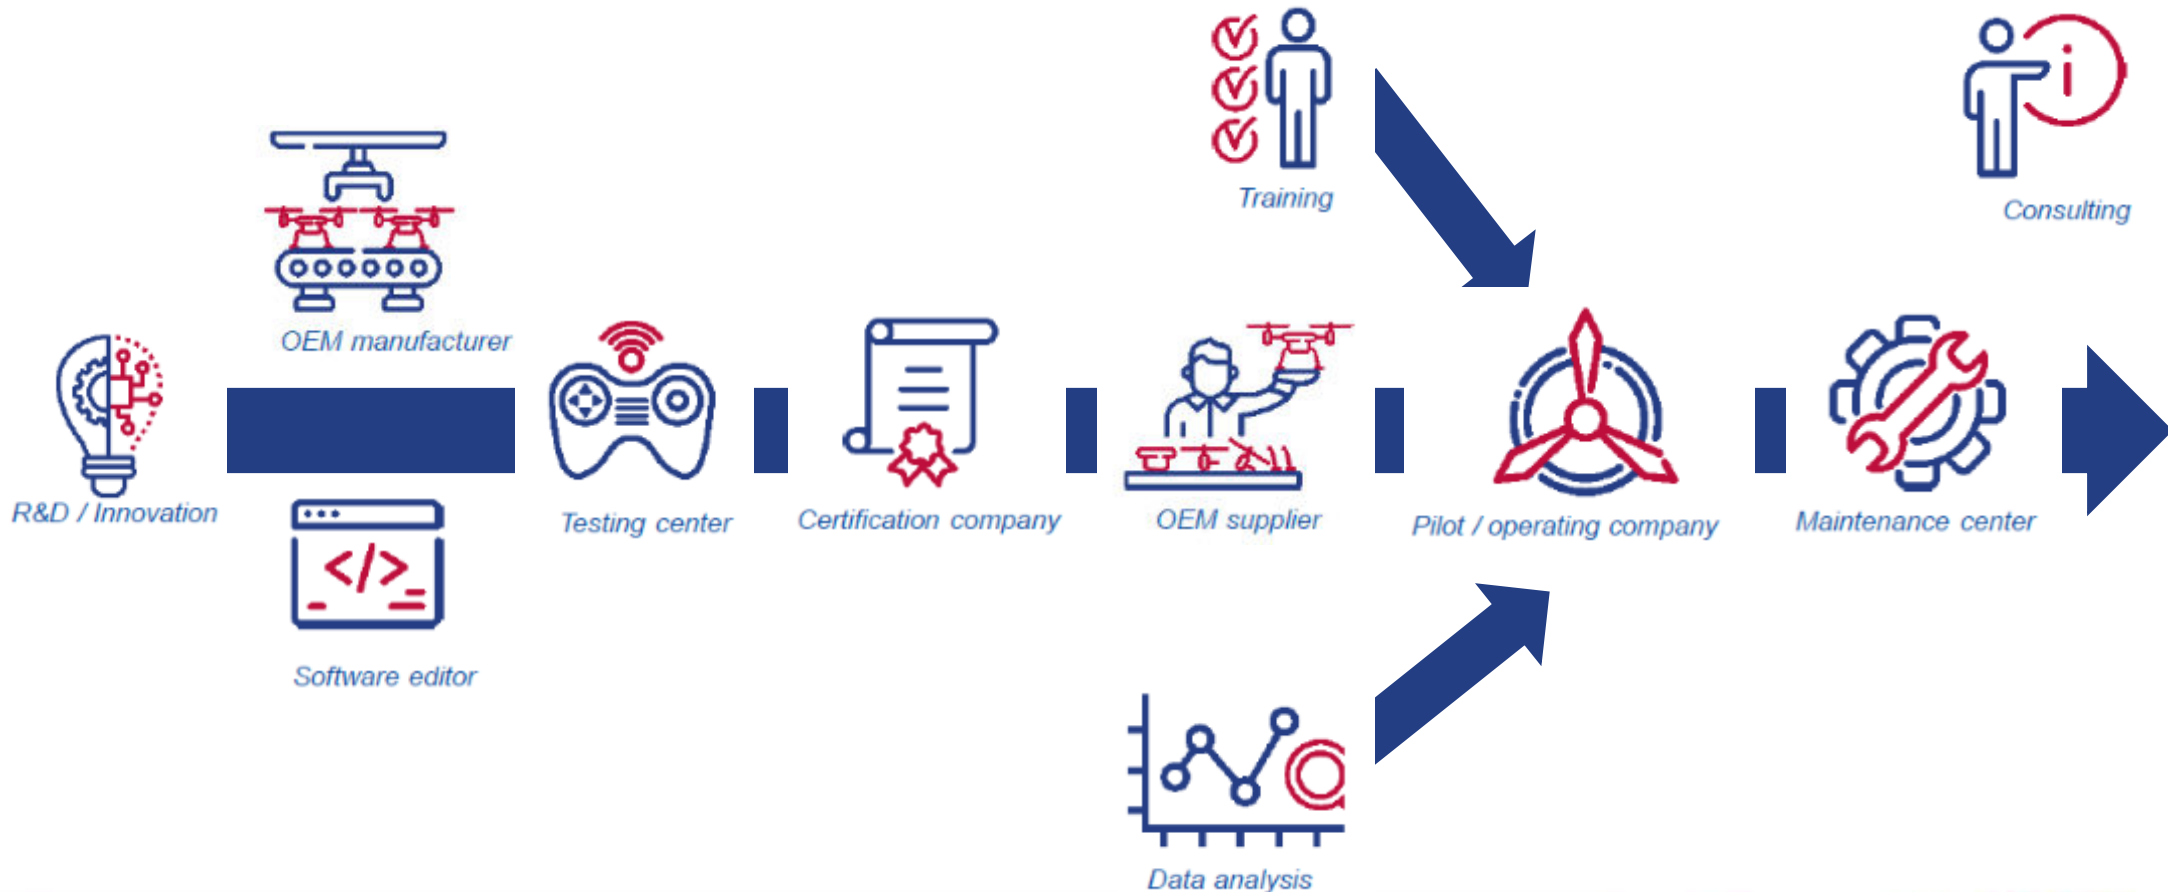 Training
Consulting
OEM manufacturer
R&D / Innovation
</>
Testing center
Certification company
OEM supplier
Pilot / operating company
Maintenance center
Software editor
Data analysis
i